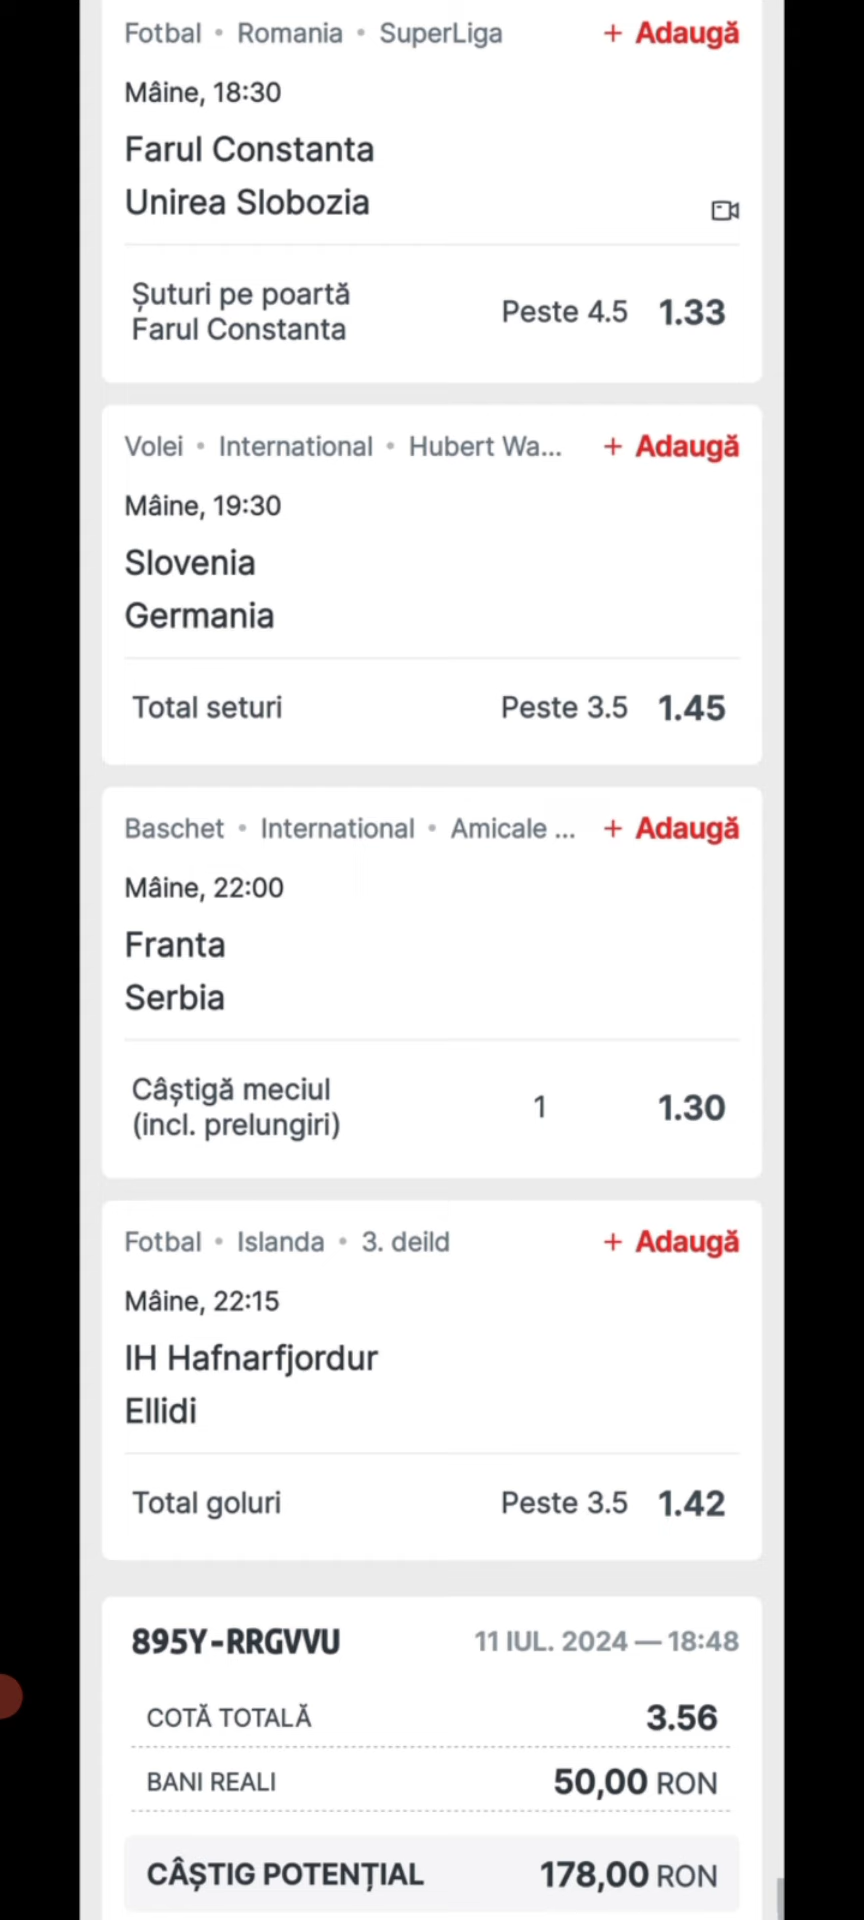 Fotbal • Romania • SuperLiga + Adaugă
Mâine, 18:30
Farul Constanta
Unirea Slobozia
Șuturi pe poartă
Farul Constanta
Peste 4.5 1.33
Volei • International • Hubert Wa... + Adaugă
Mâine, 19:30
Slovenia
Germania
Total seturi Peste 3.5 1.45
Baschet • International • Amicale ... + Adaugă
Mâine, 22:00
Franta
Serbia
Câștigă meciul
(incl. prelungiri)
1 1.30
Fotbal • Islanda • 3. deild + Adaugă
Mâine, 22:15
IH Hafnarfjordur
Ellidi
Total goluri Peste 3.5 1.42
895Y-RRGVVU 11 IUL. 2024 — 18:48
COTĂ TOTALĂ 3.56
BANI REALI 50,00 RON
CÂȘTIG POTENȚIAL 178,00 RON